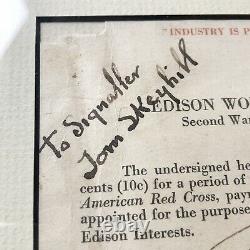 "INDUSTRY IS P
To Signaller
Tom Skeyhill
EDISON WO
Second Wa
The undersigned he
cents (10c) for a period of
American Red Cross, pay
appointed for the purpose
Edison Interests.